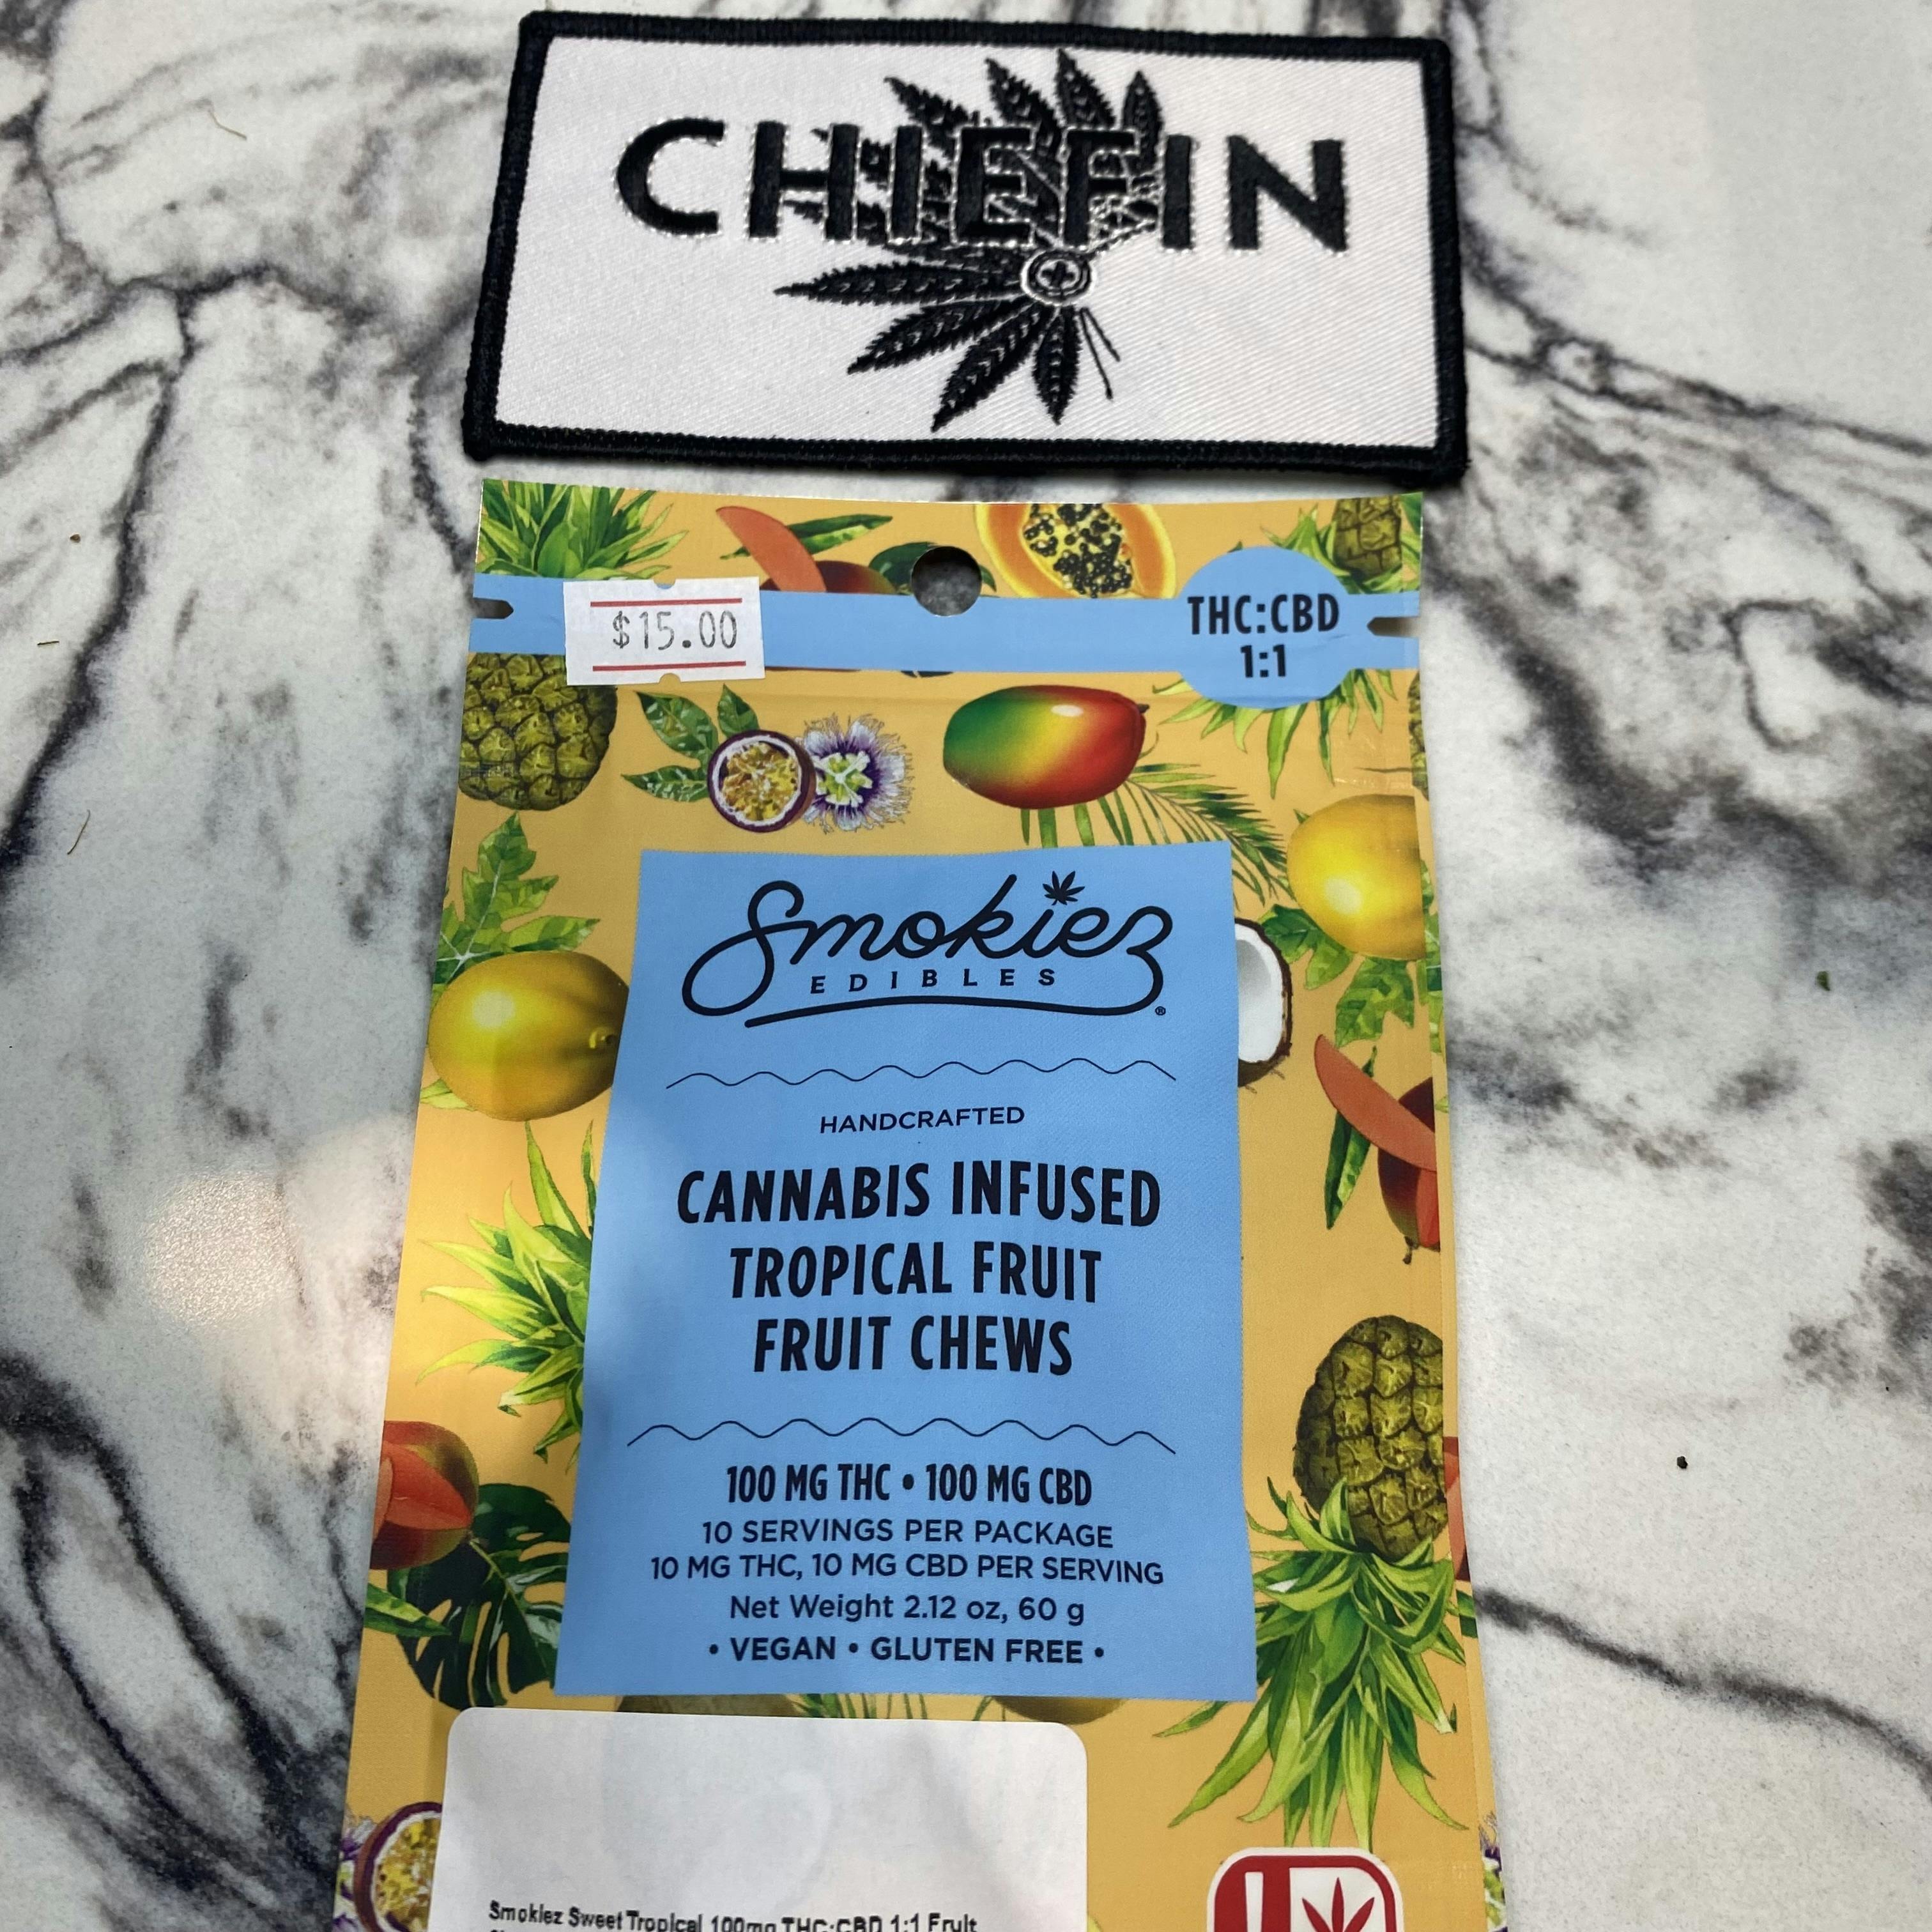 CHIEFIN
$15.00
THC:CBD
1:1
Smokiez
EDIBLES
®
HANDCRAFTED
CANNABIS INFUSED
TROPICAL FRUIT
FRUIT CHEWS
100 MG THC • 100 MG CBD
10 SERVINGS PER PACKAGE
10 MG THC, 10 MG CBD PER SERVING
Net Weight 2.12 oz, 60 g
• VEGAN • GLUTEN FREE •
Smokiez Sweet Tropical 100mg THC:CBD 1:1 Fruit